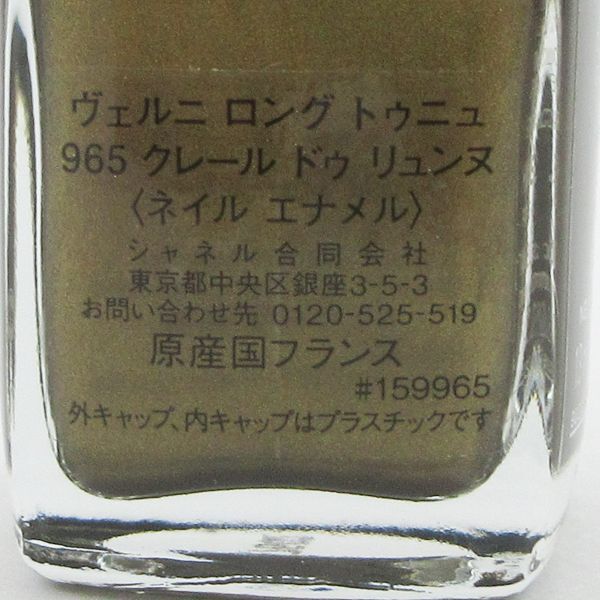 ヴェルニ ロング トゥニュ
965 クレール ドゥ リュンヌ
〈ネイル エナメル〉
シャネル合同会社
東京都中央区銀座3-5-3
お問い合わせ先 0120-525-519
原産国フランス
#159965
外キャップ、内キャップはプラスチックです